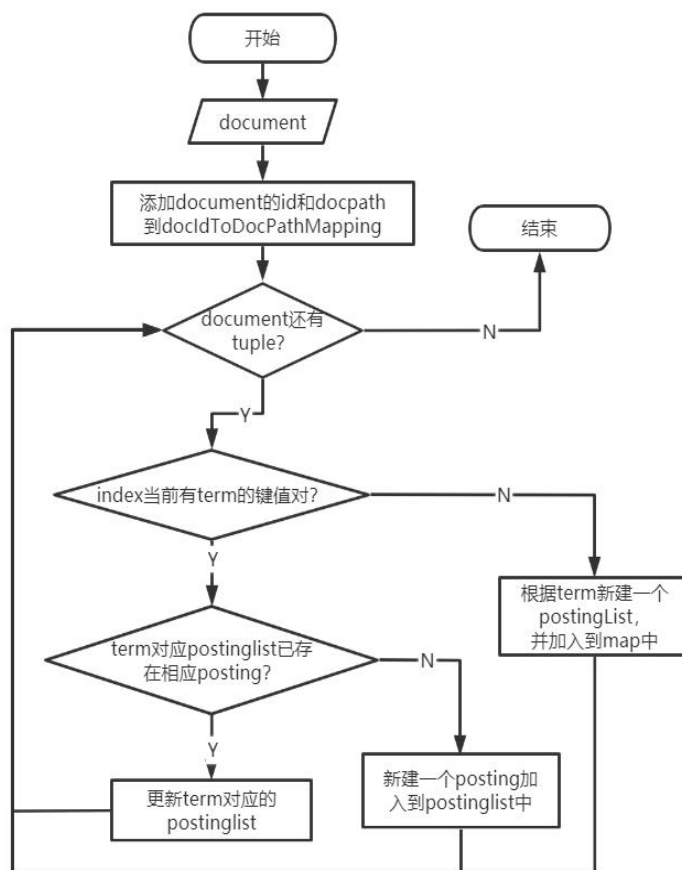 开始
document
添加document的id和docpath
到docIdToDocPathMapping
结束
document还有
tuple?
N
Y
index当前有term的键值对?
N
Y
根据term新建一个
postingList,
并加入到map中
term对应postinglist已存
在相应posting?
N
Y
新建一个posting加
入到postinglist中
更新term对应的
postinglist